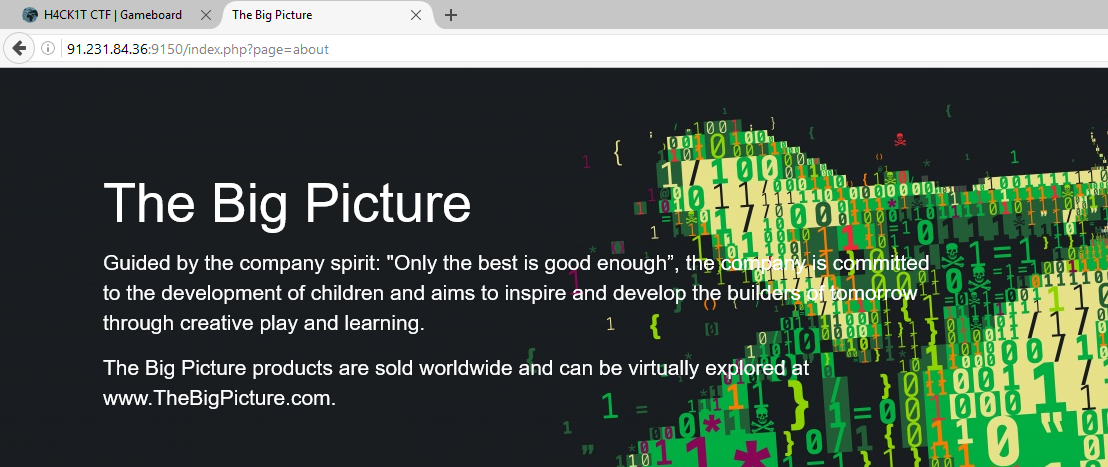 H4CK1T CTF | Gameboard
The Big Picture
91.231.84.36:9150/index.php?page=about
The Big Picture
Guided by the company spirit: "Only the best is good enough”, the company is committed
to the development of children and aims to inspire and develop the builders of tomorrow
through creative play and learning.
The Big Picture products are sold worldwide and can be virtually explored at
www.TheBigPicture.com.